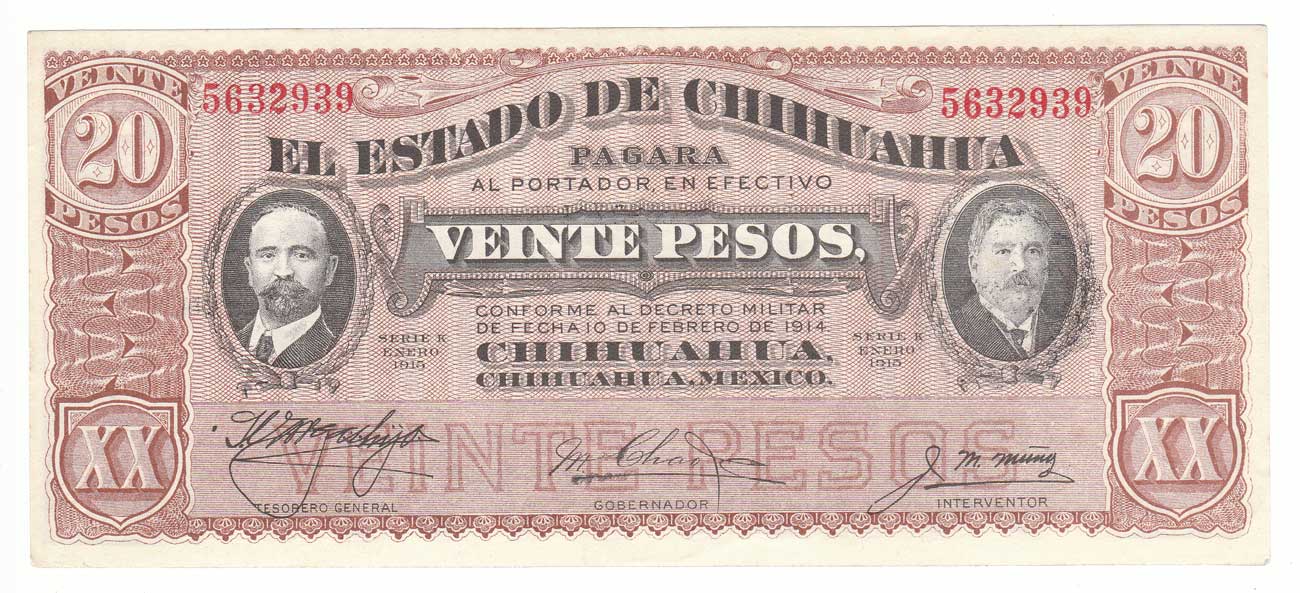 VEINTE
20
PESOS
5632939
EL ESTADO DE CHIHUAHUA
5632939
VEINTE
20
PESOS
PAGARA
AL PORTADOR, EN EFECTIVO
VEINTE PESOS,
CONFORME AL DECRETO MILITAR
DE FECHA 10 DE FEBRERO DE 1914.
CHIHUAHUA,
CHIHUAHUA, MEXICO.
SERIE K
ENERO
1915
SERIE K
ENERO
1915
XX
VEINTE PESOS
XX
M Chao
J. M. Muñiz
TESORERO GENERAL
GOBERNADOR
INTERVENTOR